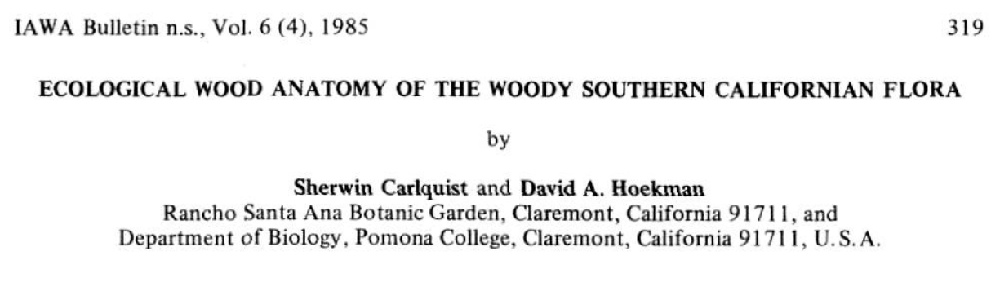 IAWA Bulletin n.s., Vol. 6 (4), 1985 319
ECOLOGICAL WOOD ANATOMY OF THE WOODY SOUTHERN CALIFORNIAN FLORA
by
Sherwin Carlquist and David A. Hoekman
Rancho Santa Ana Botanic Garden, Claremont, California 91711, and
Department of Biology, Pomona College, Claremont, California 91711, U.S.A.